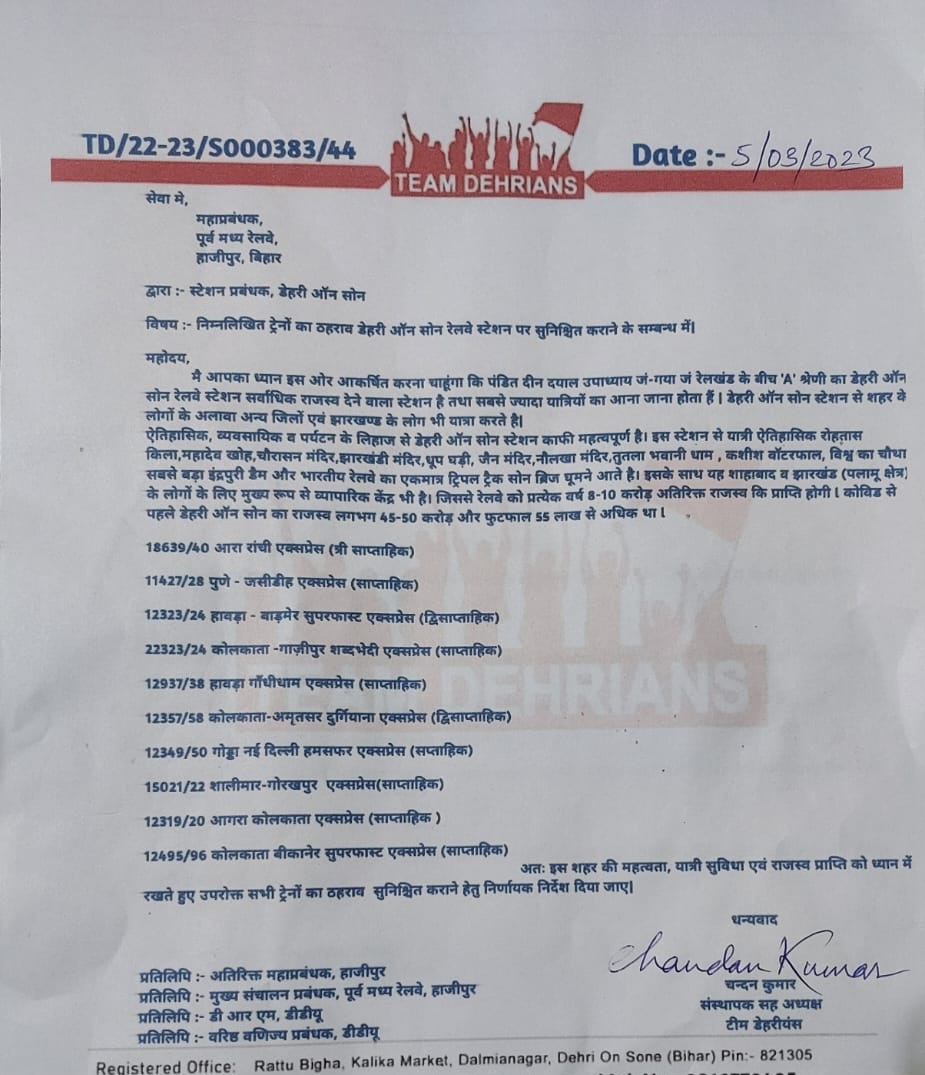 TD/22-23/S000383/44
TEAM DEHRIANS
Date :- 5/03/2023
सेवा मे,
महाप्रबंधक,
पूर्व मध्य रेलवे,
हाजीपुर, बिहार
द्वारा :- स्टेशन प्रबंधक, डेहरी ऑन सोन
विषय :- निम्नलिखित ट्रेनों का ठहराव डेहरी ऑन सोन रेलवे स्टेशन पर सुनिश्चित कराने के सम्बन्ध में|
महोदय,
मै आपका ध्यान इस ओर आकर्षित करना चाहूंगा कि पंडित दीन दयाल उपाध्याय जं-गया जं रेलखंड के बीच 'A' श्रेणी का डेहरी ऑन
सोन रेलवे स्टेशन सर्वाधिक राजस्व देने वाला स्टेशन है तथा सबसे ज्यादा यात्रियों का आना जाना होता हैं | डेहरी ऑन सोन स्टेशन से शहर के
लोगों के अलावा अन्य जिलों एवं झारखण्ड के लोग भी यात्रा करते है|
ऐतिहासिक, व्यवसायिक व पर्यटन के लिहाज से डेहरी ऑन सोन स्टेशन काफी महत्वपूर्ण है। इस स्टेशन से यात्री ऐतिहासिक रोहतास
किला,महादेव खोह,चौरासन मंदिर,झारखंडी मंदिर,धूप घड़ी, जैन मंदिर,नौलखा मंदिर,तुतला भवानी धाम , कशीश वॉटरफाल, विश्व का चौथा
सबसे बड़ा इंद्रपुरी डैम और भारतीय रेलवे का एकमात्र ट्रिपल ट्रैक सोन ब्रिज घूमने आते है। इसके साथ यह शाहाबाद व झारखंड (पलामू क्षेत्र)
के लोगों के लिए मुख्य रूप से व्यापारिक केंद्र भी है। जिससे रेलवे को प्रत्येक वर्ष 8-10 करोड़ अतिरिक्त राजस्व कि प्राप्ति होगी। कोविड से
पहले डेहरी ऑन सोन का राजस्व लगभग 45-50 करोड़ और फुटफाल 55 लाख से अधिक था।
18639/40 आरा रांची एक्सप्रेस (त्री साप्ताहिक)
11427/28 पुणे - जसीडीह एक्सप्रेस (साप्ताहिक)
12323/24 हावड़ा - बाड़मेर सुपरफास्ट एक्सप्रेस (द्विसाप्ताहिक)
22323/24 कोलकाता -गाज़ीपुर शब्दभेदी एक्सप्रेस (साप्ताहिक)
12937/38 हावड़ा गाँधीधाम एक्सप्रेस (साप्ताहिक)
12357/58 कोलकाता-अमृतसर दुर्गियाना एक्सप्रेस (द्विसाप्ताहिक)
12349/50 गोड्डा नई दिल्ली हमसफर एक्सप्रेस (सप्ताहिक)
15021/22 शालीमार-गोरखपुर एक्सप्रेस(साप्ताहिक)
12319/20 आगरा कोलकाता एक्सप्रेस (साप्ताहिक )
12495/96 कोलकाता बीकानेर सुपरफास्ट एक्सप्रेस (साप्ताहिक)
अतः इस शहर की महत्वता, यात्री सुविधा एवं राजस्व प्राप्ति को ध्यान में
रखते हुए उपरोक्त सभी ट्रेनों का ठहराव सुनिश्चित कराने हेतु निर्णायक निर्देश दिया जाए|
धन्यवाद
Chandan Kumar
चन्दन कुमार
संस्थापक सह अध्यक्ष
टीम डेहरीयंस
प्रतिलिपि :- अतिरिक्त महाप्रबंधक, हाजीपुर
प्रतिलिपि :- मुख्य संचालन प्रबंधक, पूर्व मध्य रेलवे, हाजीपुर
प्रतिलिपि :- डी आर एम, डीडीयू
प्रतिलिपि :- वरिष्ठ वणिज्य प्रबंधक, डीडीयू
Registered Office: Rattu Bigha, Kalika Market, Dalmianagar, Dehri On Sone (Bihar) Pin:- 821305